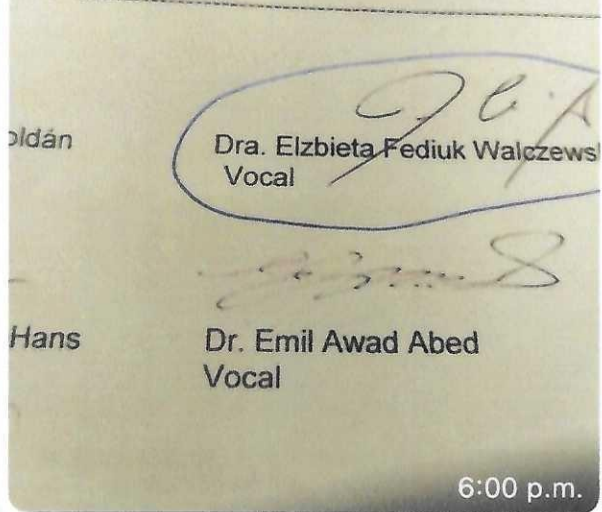 oldán
Dra. Elzbieta Fediuk Walczews
Vocal
Hans
Dr. Emil Awad Abed
Vocal
6:00 p.m.